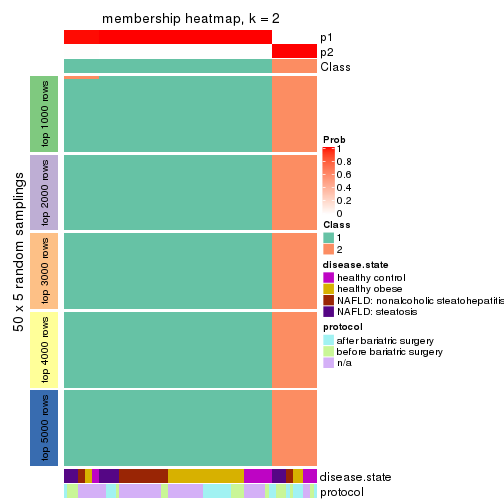 membership heatmap, k = 2
p1
p2
Class
50 x 5 random samplings
top 1000 rows
top 2000 rows
top 3000 rows
top 4000 rows
top 5000 rows
Prob
1
0.8
0.6
0.4
0.2
0
Class
1
2
disease.state
healthy control
healthy obese
NAFLD: nonalcoholic steatohepatitis
NAFLD: steatosis
protocol
after bariatric surgery
before bariatric surgery
n/a
disease.state
protocol